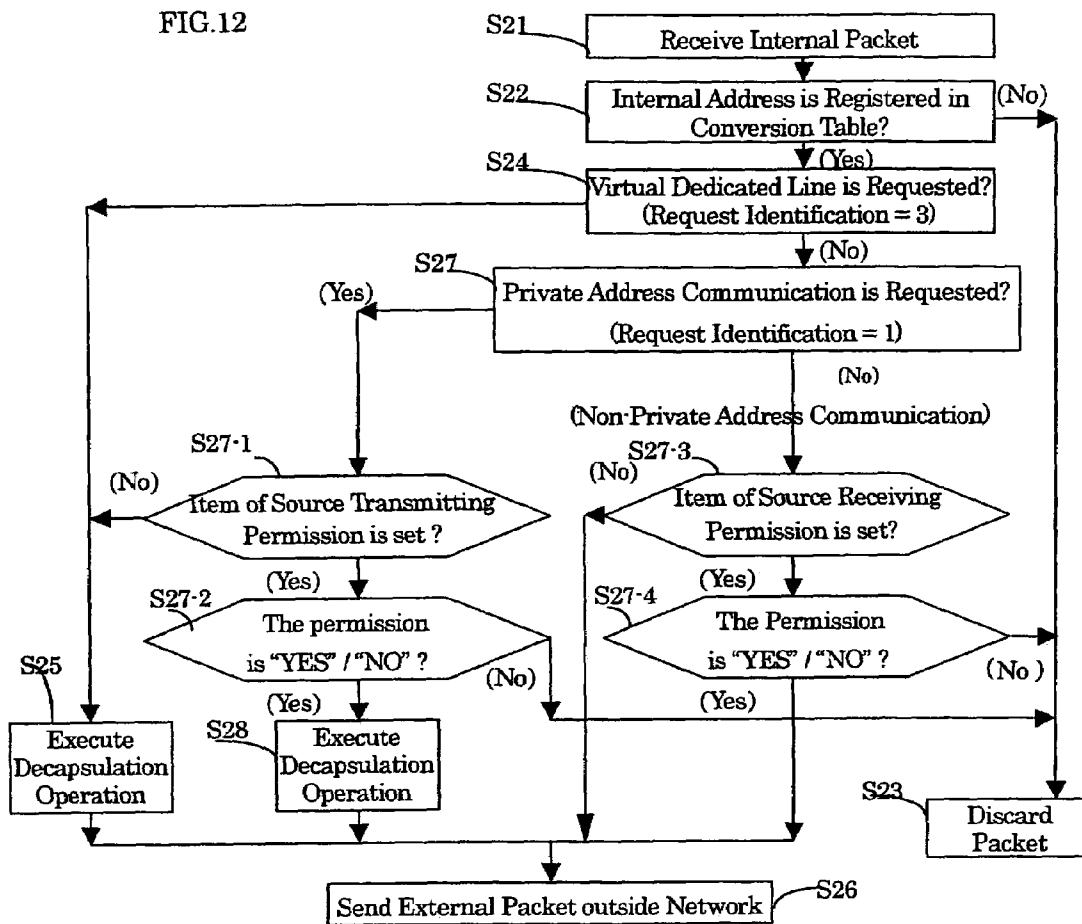 FIG.12
S21
Receive Internal Packet
S22
Internal Address is Registered in
Conversion Table?
(No)
(Yes)
S24
Virtual Dedicated Line is Requested?
(Request Identification = 3)
(No)
S27
(Yes)
Private Address Communication is Requested?
(Request Identification = 1)
(No)
(Non-Private Address Communication)
S27-1
(No)
Item of Source Transmitting
Permission is set ?
(Yes)
S27-3
(No)
Item of Source Receiving
Permission is set?
(Yes)
S27-2
The permission
is “YES” / “NO” ?
(No)
(Yes)
S27-4
The Permission
is “YES” / “NO” ?
(No)
(Yes)
S25
Execute
Decapsulation
Operation
S28
Execute
Decapsulation
Operation
S23
Discard
Packet
S26
Send External Packet outside Network